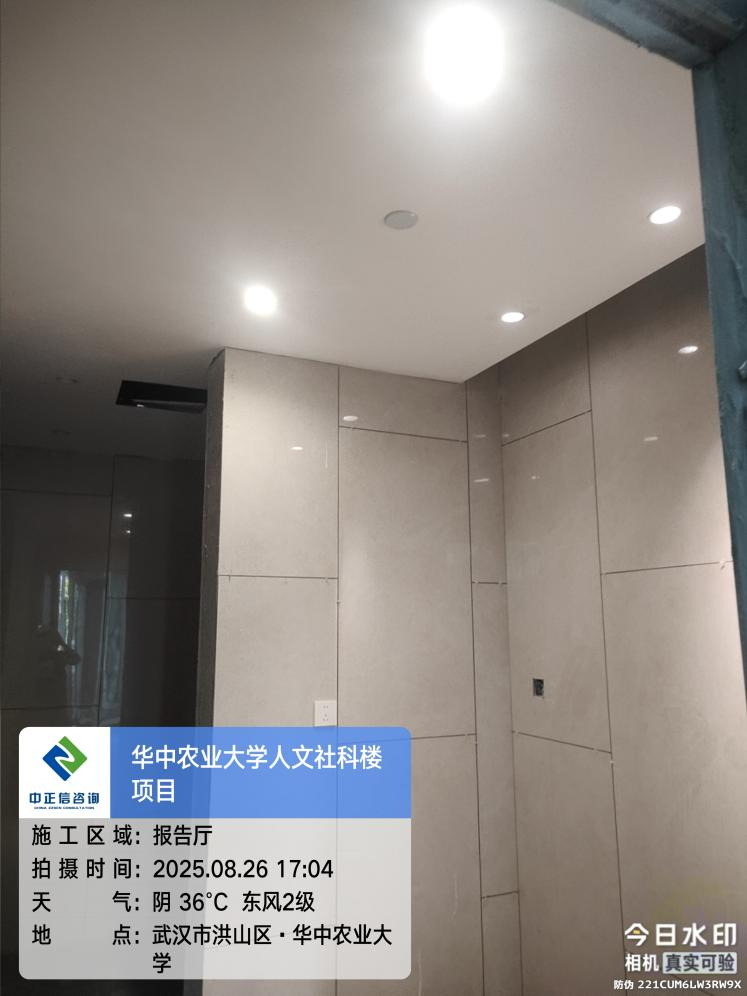 华中农业大学人文社科楼
项目
中正信咨询
CHINA ZZXIN CONSULTATION
施工区域：报告厅
拍摄时间：2025.08.26 17:04
天气：阴 36℃ 东风2级
地点：武汉市洪山区·华中农业大
学
今日水印
相机 真实可验
防伪 221CUM6LW3RW9X